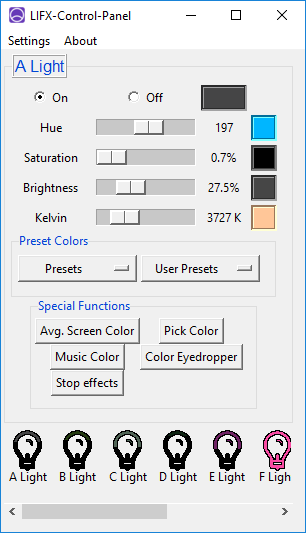 LIFX-Control-Panel
Settings About
A Light
On Off
Hue 197
Saturation 0.7%
Brightness 27.5%
Kelvin 3727 K
Preset Colors
Presets User Presets
Special Functions
Avg. Screen Color Pick Color
Music Color Color Eyedropper
Stop effects
A Light B Light C Light D Light E Light F Ligh